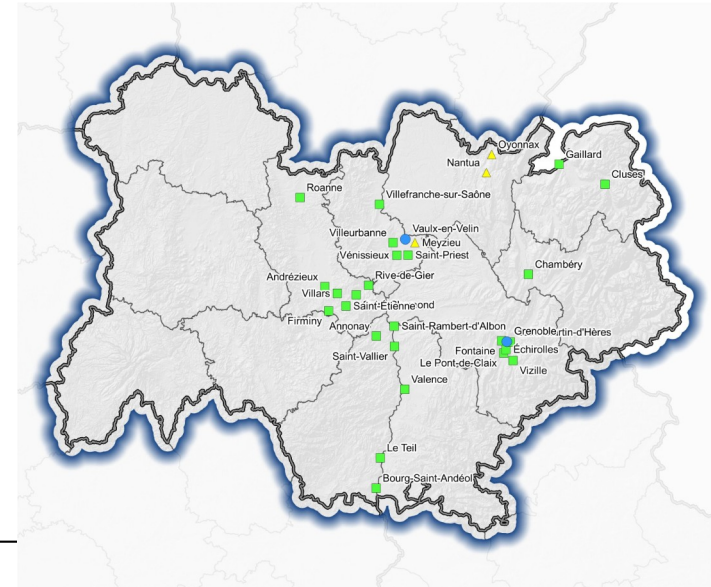 Oyonnax
Nantua
Gaillard
Cluses
Roanne
Villefranche-sur-Saône
Vaulx-en-Velin
Villeurbanne
Meyzieu
Vénissieux
Saint-Priest
Chambéry
Andrézieux
Rive-de-Gier
Villars
Saint-Étienne
Firminy
Annonay
Saint-Rambert-d'Albon
Grenoble
Saint-Vallier
Fontaine
Échirolles
Le Pont-de-Claix
Vizille
Valence
Le Teil
Bourg-Saint-Andéol